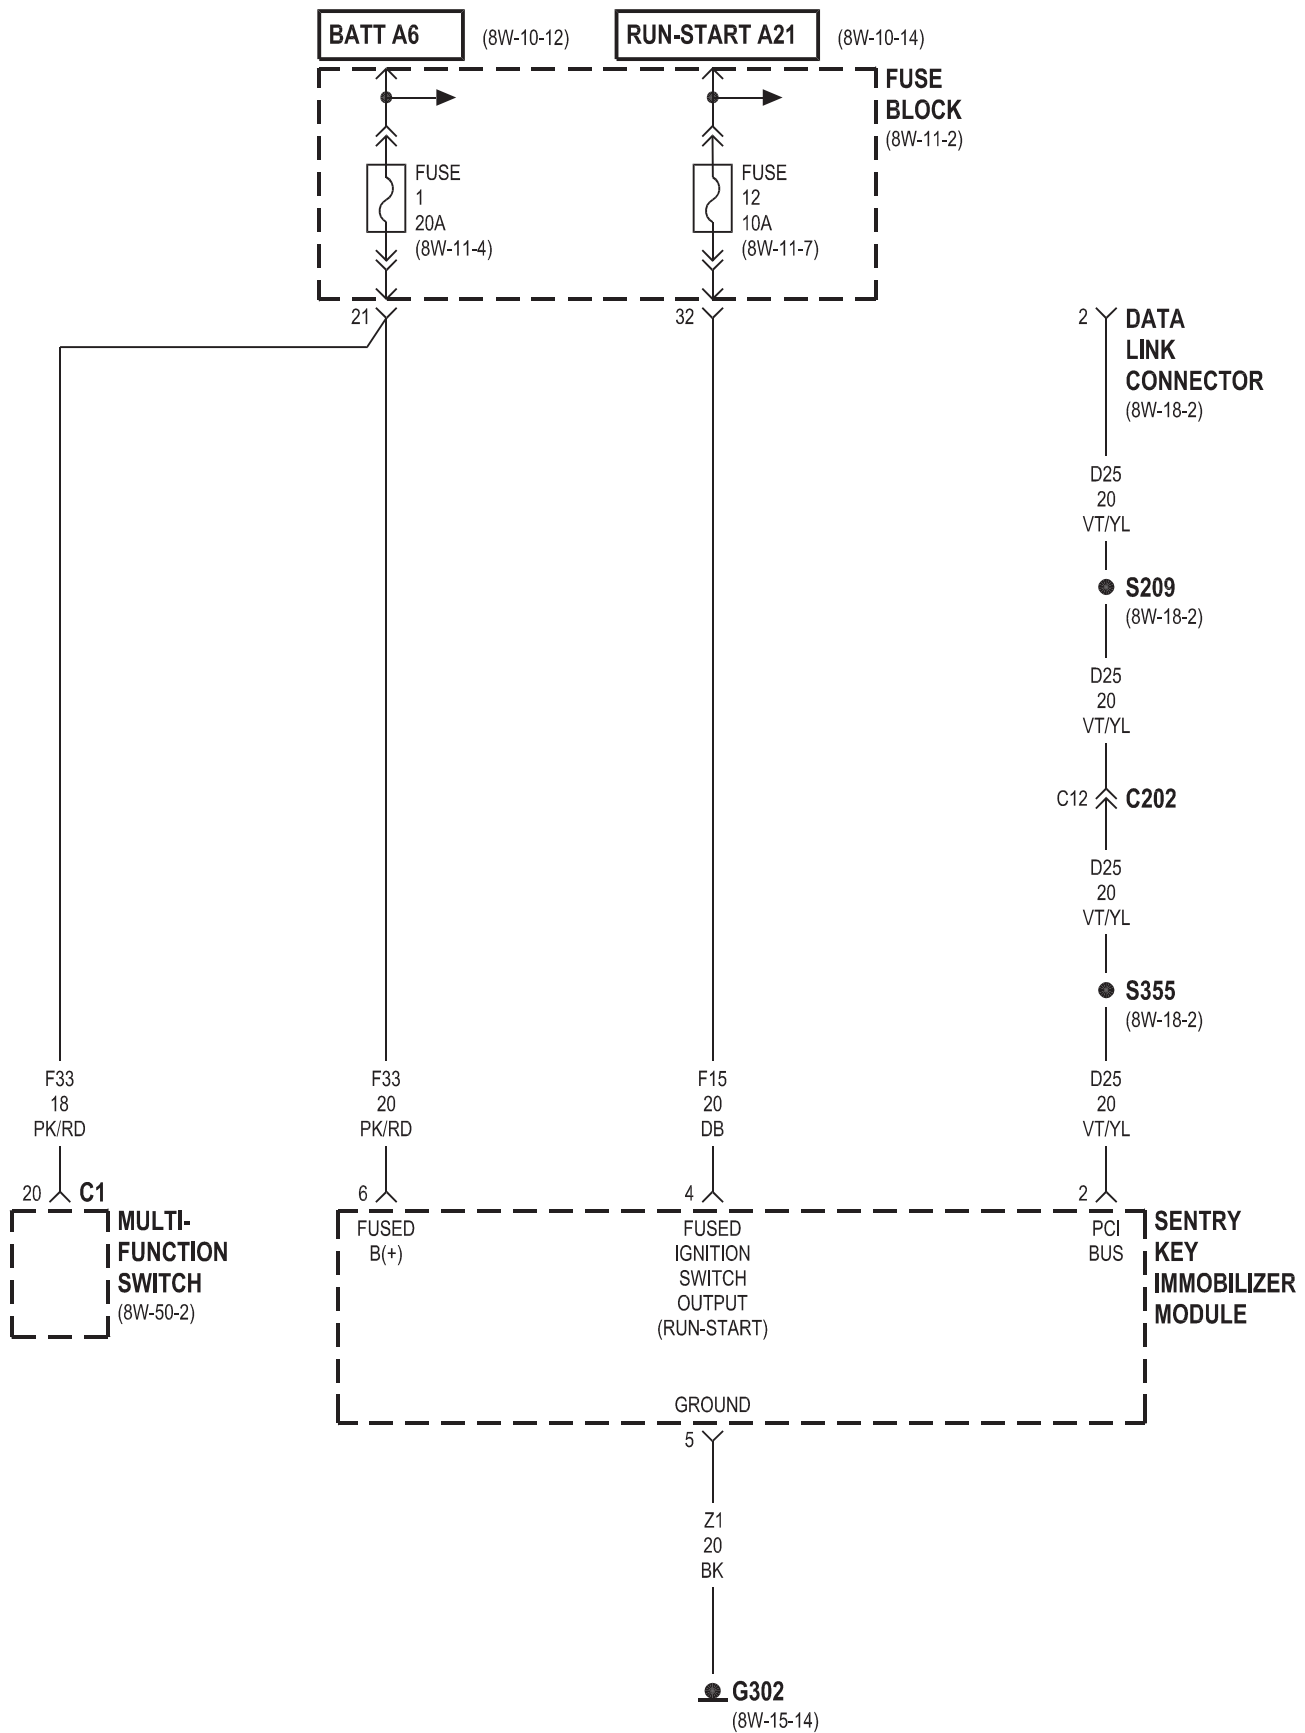 BATT A6
(8W-10-12)
RUN-START A21
(8W-10-14)
FUSE
BLOCK
(8W-11-2)
FUSE
1
20A
(8W-11-4)
FUSE
12
10A
(8W-11-7)
21
32
2
DATA
LINK
CONNECTOR
(8W-18-2)
D25
20
VT/YL
S209
(8W-18-2)
D25
20
VT/YL
C12
C202
D25
20
VT/YL
S355
(8W-18-2)
F33
18
PK/RD
F33
20
PK/RD
F15
20
DB
D25
20
VT/YL
20
C1
6
4
2
MULTI-
FUNCTION
SWITCH
(8W-50-2)
FUSED
B(+)
FUSED
IGNITION
SWITCH
OUTPUT
(RUN-START)
PCI
BUS
SENTRY
KEY
IMMOBILIZER
MODULE
GROUND
5
Z1
20
BK
G302
(8W-15-14)